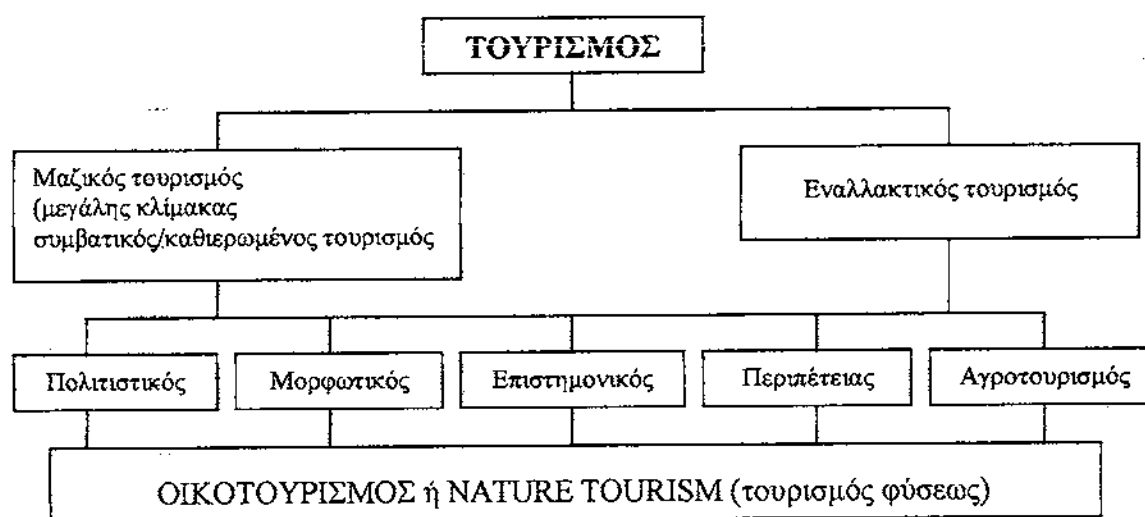 ΤΟΥΡΙΣΜΟΣ
Μαζικός τουρισμός
(μεγάλης κλίμακας
συμβατικός/καθιερωμένος τουρισμός
Εναλλακτικός τουρισμός
Πολιτιστικός
Μορφωτικός
Επιστημονικός
Περιπέτειας
Αγροτουρισμός
ΟΙΚΟΤΟΥΡΙΣΜΟΣ ή NATURE TOURISM (τουρισμός φύσεως)